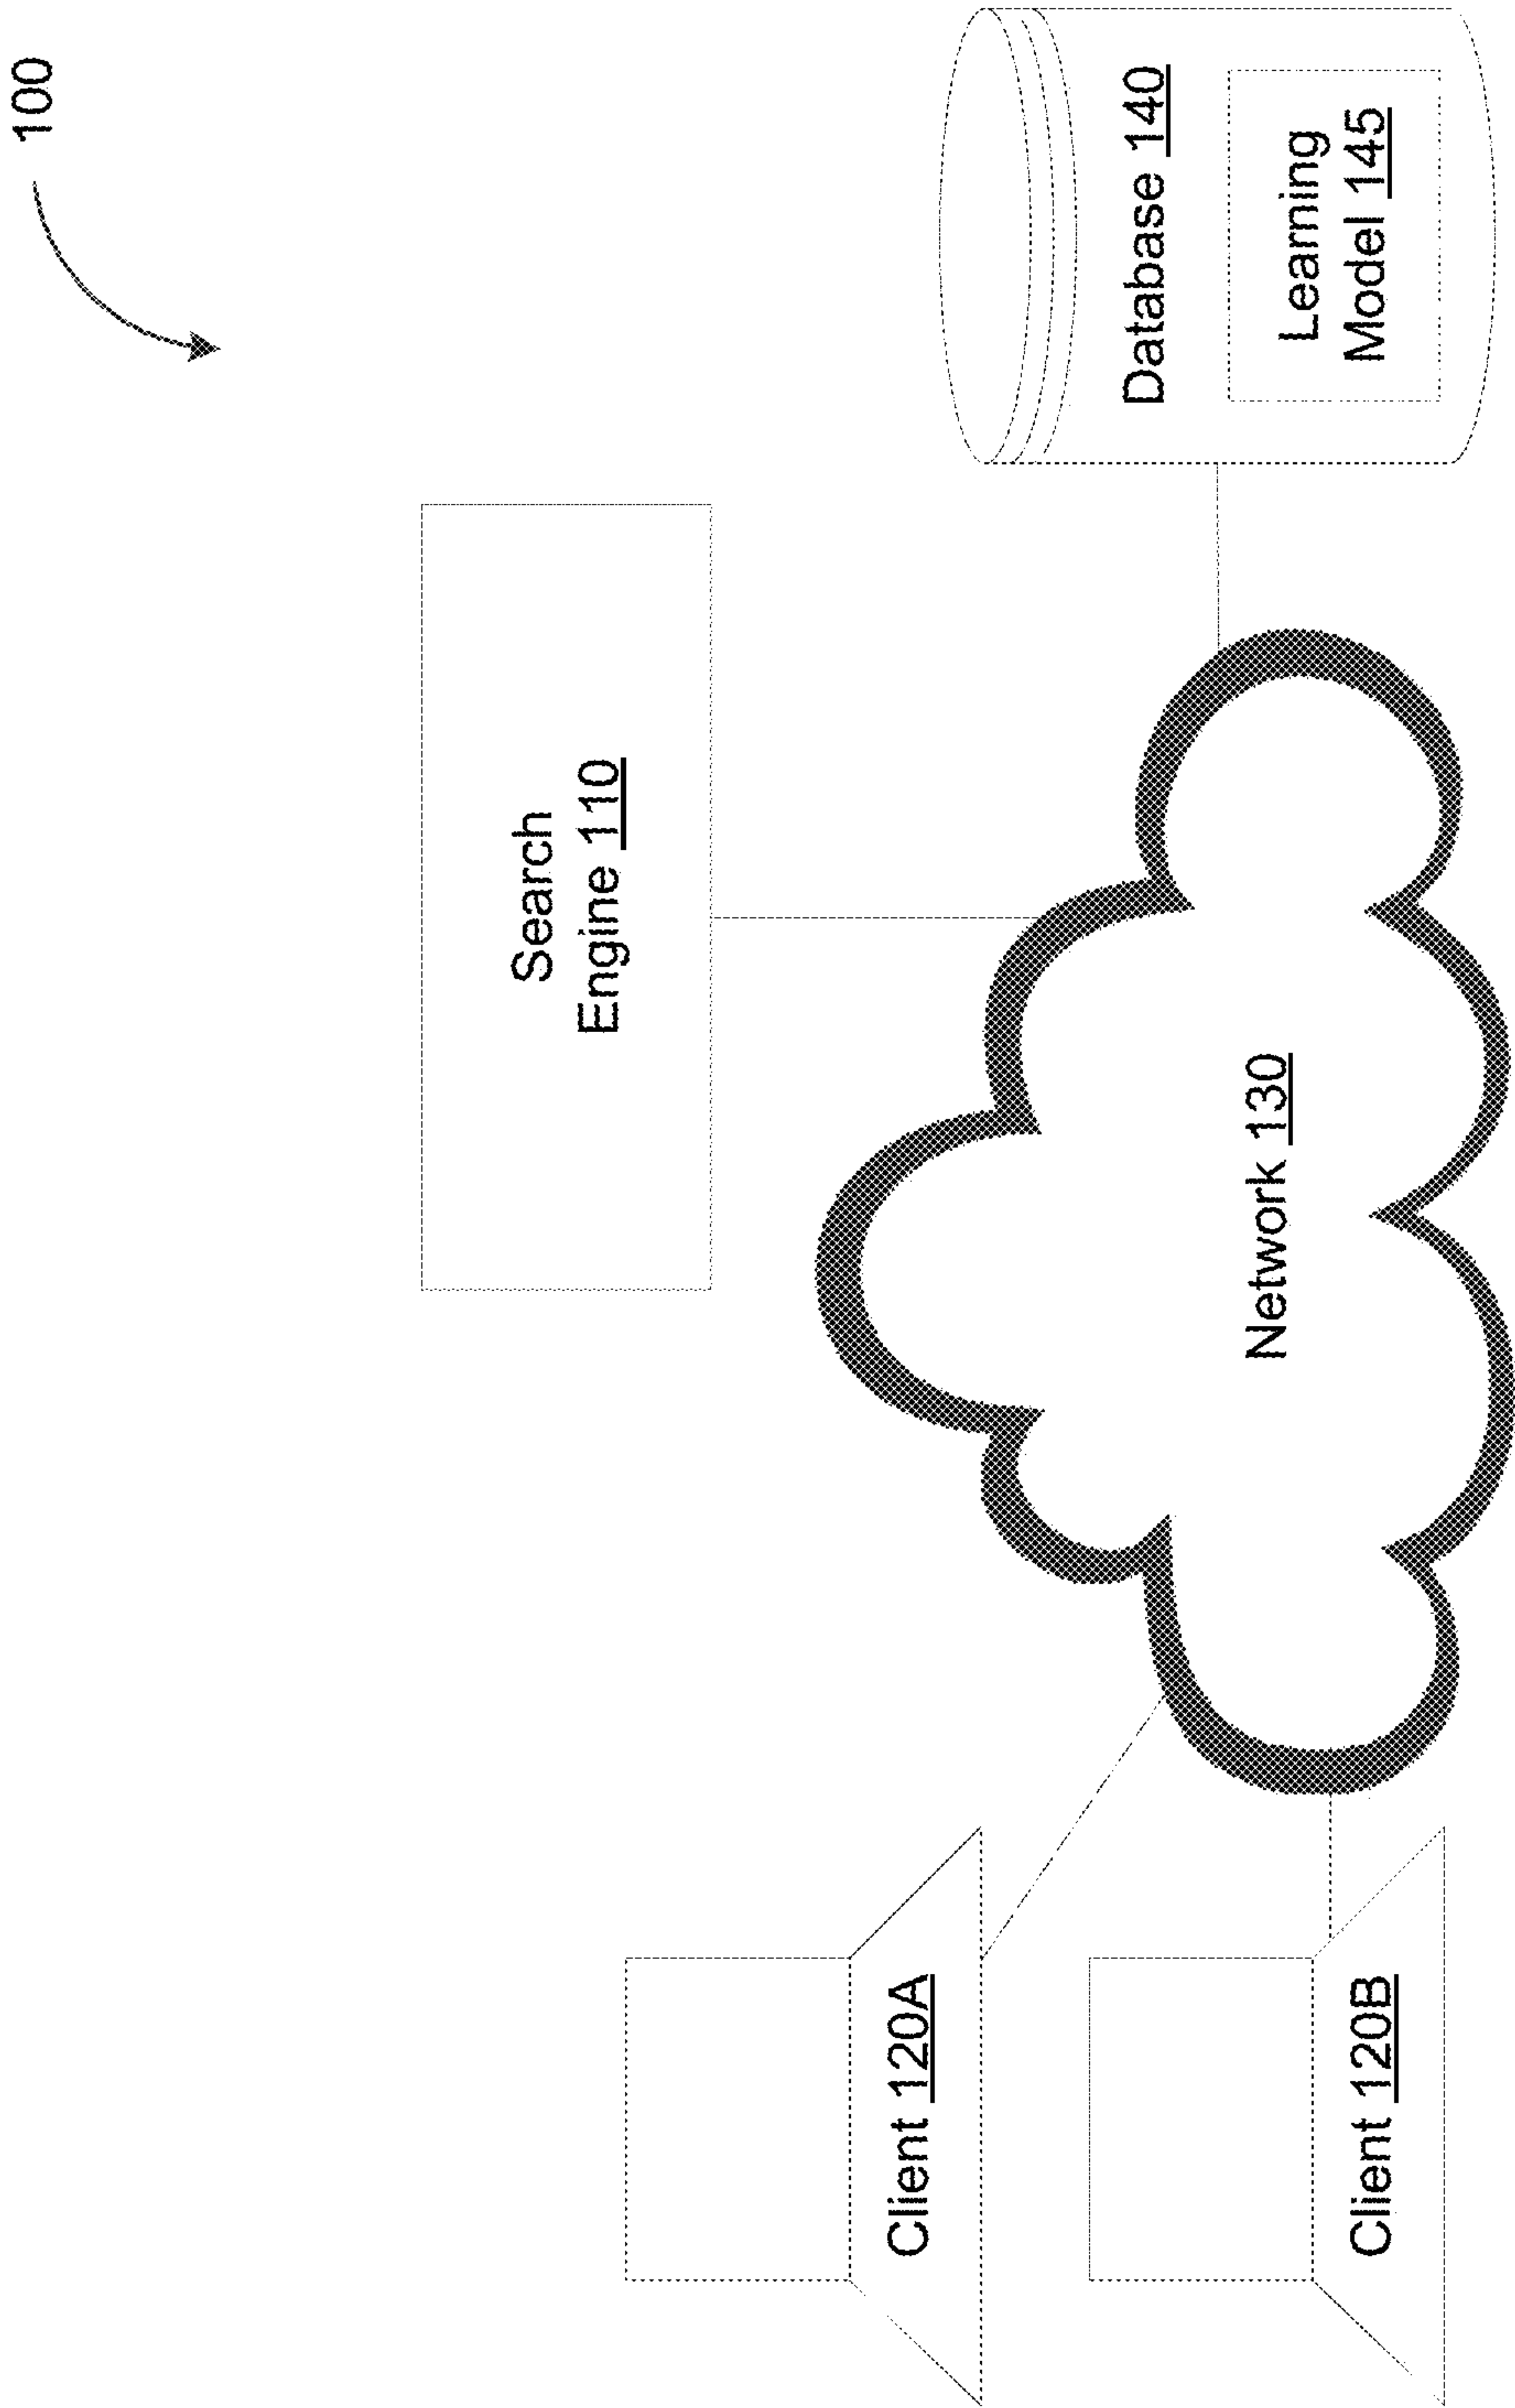 100
Search
Engine 110
Client 120A
Client 120B
Network 130
Database 140
Learning
Model 145